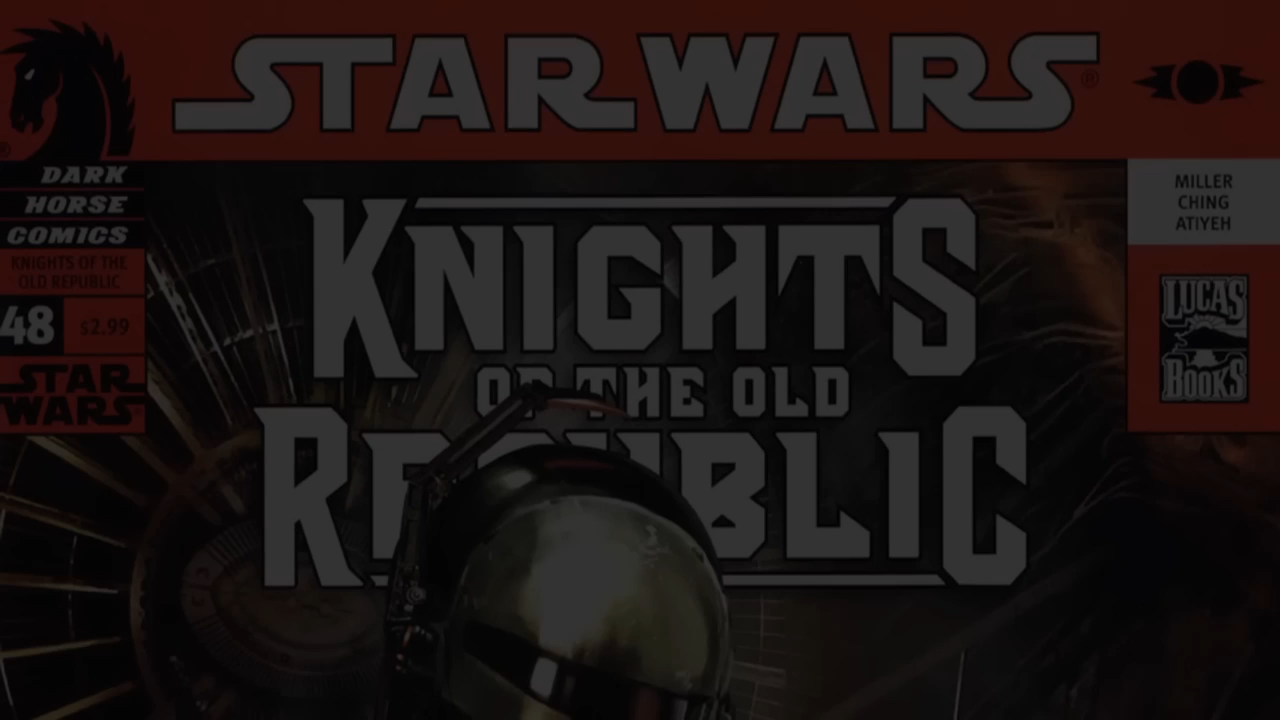 STAR WARS®
DARK
HORSE
COMICS
KNIGHTS OF THE
OLD REPUBLIC
48 $2.99
STAR
WARS
KNIGHTS
OF THE OLD
REPUBLIC
MILLER
CHING
ATIYEH
LUCAS
BOOKS